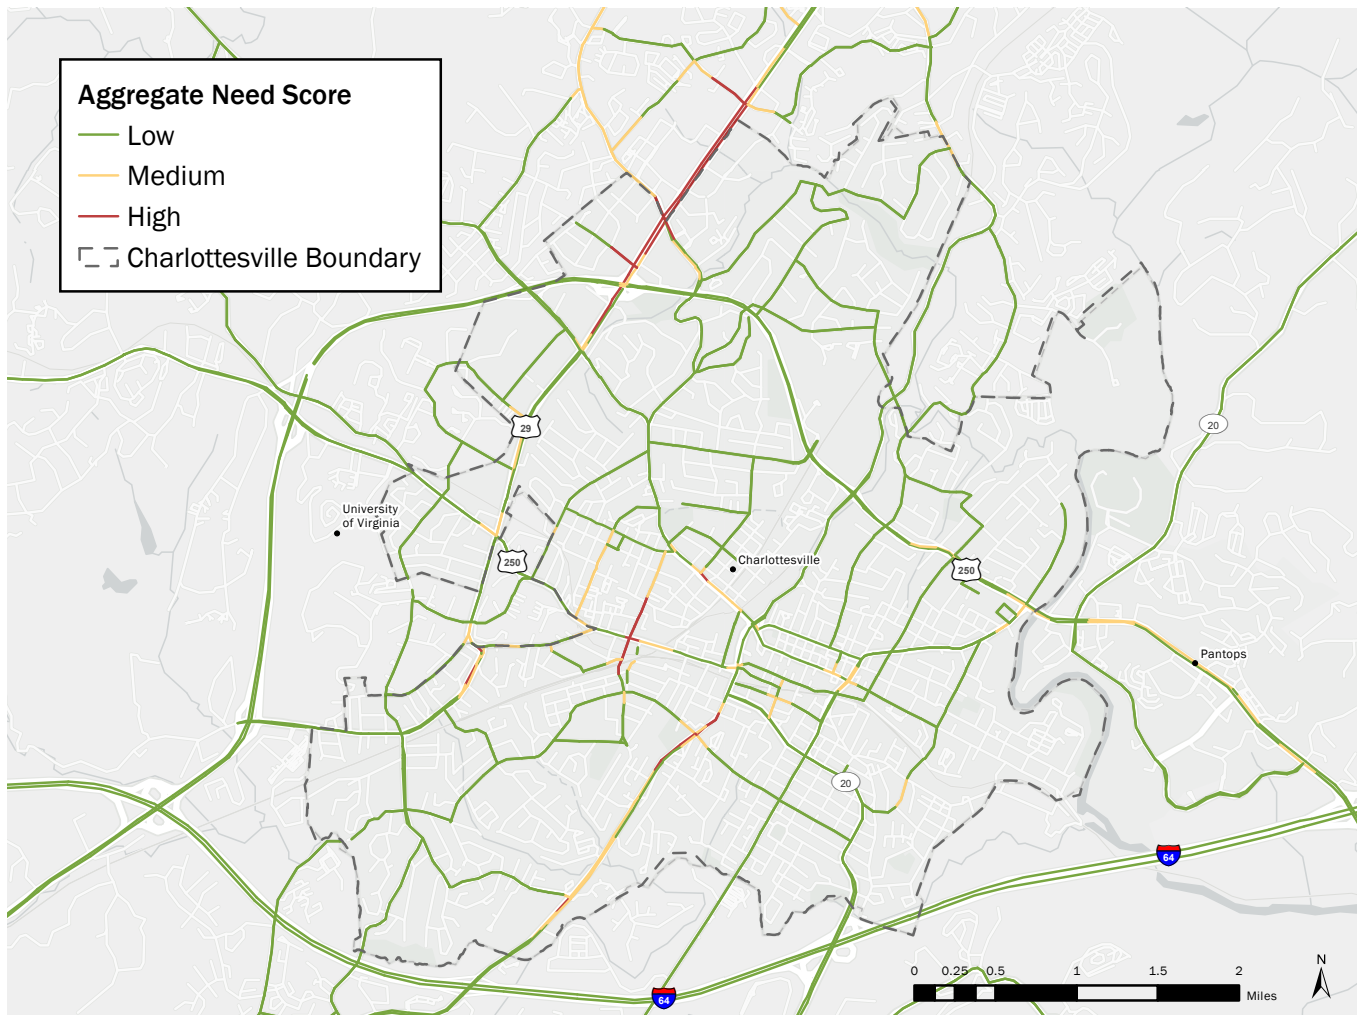 Aggregate Need Score
Low
Medium
High
Charlottesville Boundary
29
20
University
of Virginia
Charlottesville
250
250
Pantops
20
64
64
N
0 0.25 0.5 1 1.5 2
Miles